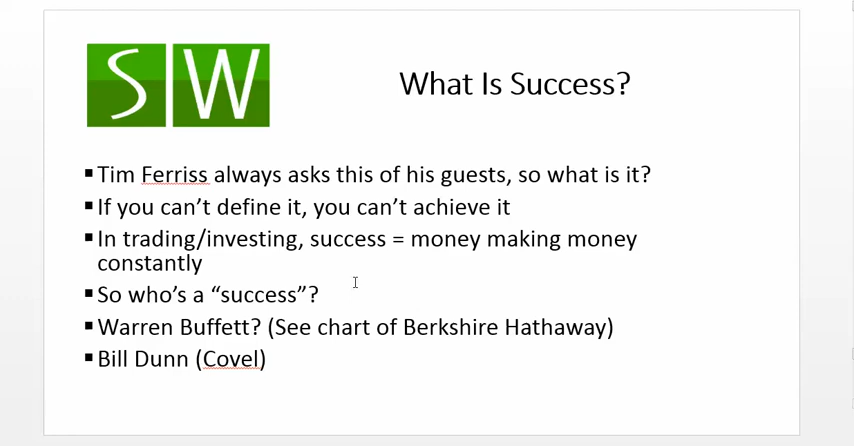 SW
What Is Success?
▪Tim Ferriss always asks this of his guests, so what is it?
▪If you can't define it, you can't achieve it
▪In trading/investing, success = money making money
constantly
▪So who's a “success”?
▪Warren Buffett? (See chart of Berkshire Hathaway)
▪Bill Dunn (Covel)